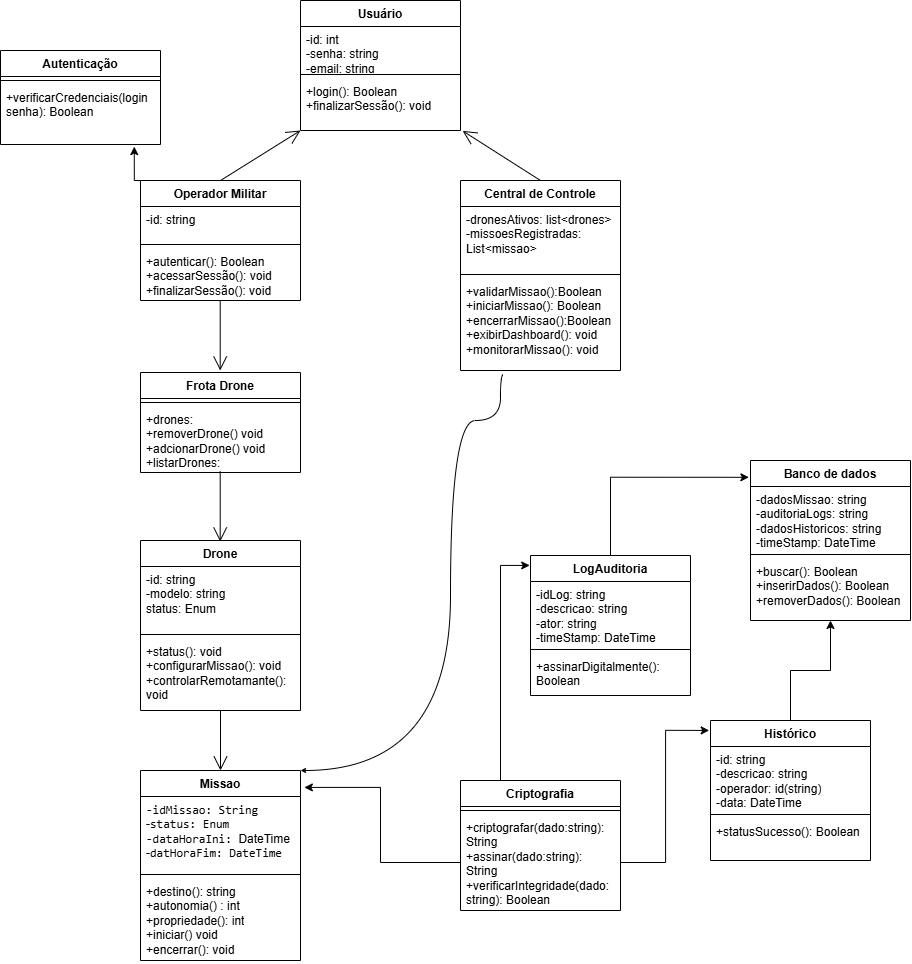 Usuário
-id: int
-senha: string
-email: string
+login(): Boolean
+finalizarSessão(): void
Autenticação
+verificarCredenciais(login
senha): Boolean
Operador Militar
-id: string
+autenticar(): Boolean
+acessarSessão(): void
+finalizarSessão(): void
Central de Controle
-dronesAtivos: list<drones>
-missoesRegistradas:
List<missao>
+validarMissao():Boolean
+iniciarMissao(): Boolean
+encerrarMissao():Boolean
+exibirDashboard(): void
+monitorarMissao(): void
Frota Drone
+drones:
+removerDrone() void
+adcionarDrone() void
+listarDrones:
Drone
-id: string
-modelo: string
status: Enum
+status(): void
+configurarMissao(): void
+controlarRemotamante():
void
Banco de dados
-dadosMissao: string
-auditoriaLogs: string
-dadosHistoricos: string
-timeStamp: DateTime
+buscar(): Boolean
+inserirDados(): Boolean
+removerDados(): Boolean
LogAuditoria
-idLog: string
-descricao: string
-ator: string
-timeStamp: DateTime
+assinarDigitalmente():
Boolean
Histórico
-id: string
-descricao: string
-operador: id(string)
-data: DateTime
+statusSucesso(): Boolean
Missao
-idMissao: String
-status: Enum
-dataHoraIni: DateTime
-datHoraFim: DateTime
+destino(): string
+autonomia() : int
+propriedade(): int
+iniciar() void
+encerrar(): void
Criptografia
+criptografar(dado:string):
String
+assinar(dado:string):
String
+verificarIntegridade(dado:
string): Boolean